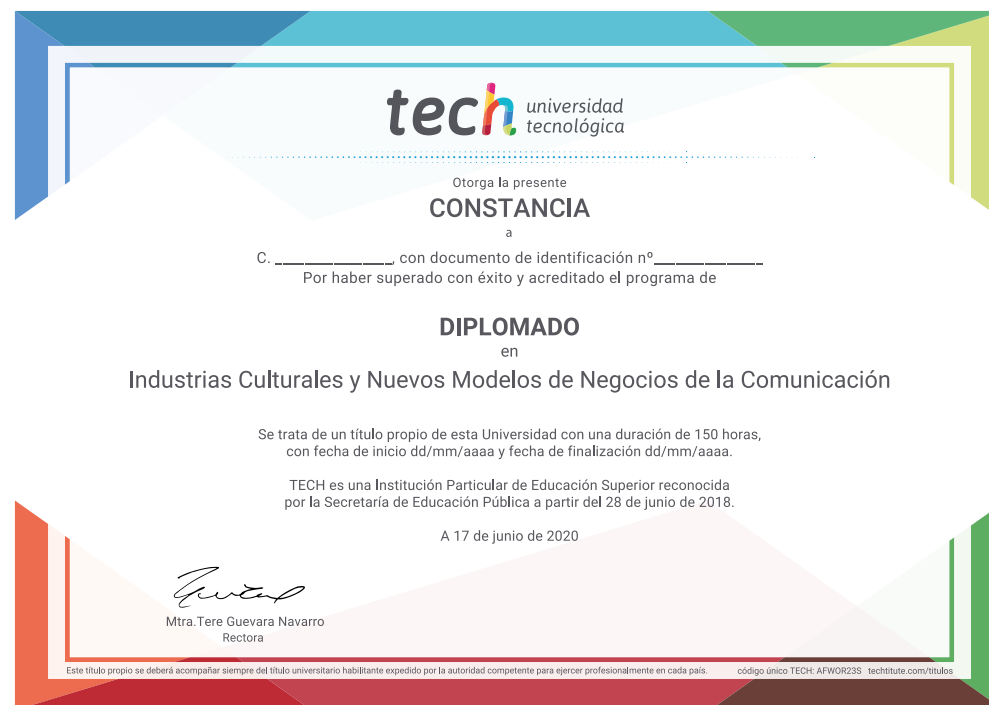 tech universidad
tecnológica
Otorga la presente
CONSTANCIA
a
C. ______________, con documento de identificación nº______________
Por haber superado con éxito y acreditado el programa de
DIPLOMADO
en
Industrias Culturales y Nuevos Modelos de Negocios de la Comunicación
Se trata de un título propio de esta Universidad con una duración de 150 horas,
con fecha de inicio dd/mm/aaaa y fecha de finalización dd/mm/aaaa.
TECH es una Institución Particular de Educación Superior reconocida
por la Secretaría de Educación Pública a partir del 28 de junio de 2018.
A 17 de junio de 2020
Mtra.Tere Guevara Navarro
Rectora
Este título propio se deberá acompañar siempre del título universitario habilitante expedido por la autoridad competente para ejercer profesionalmente en cada país. código único TECH: AFWOR23S techtitute.com/titulos